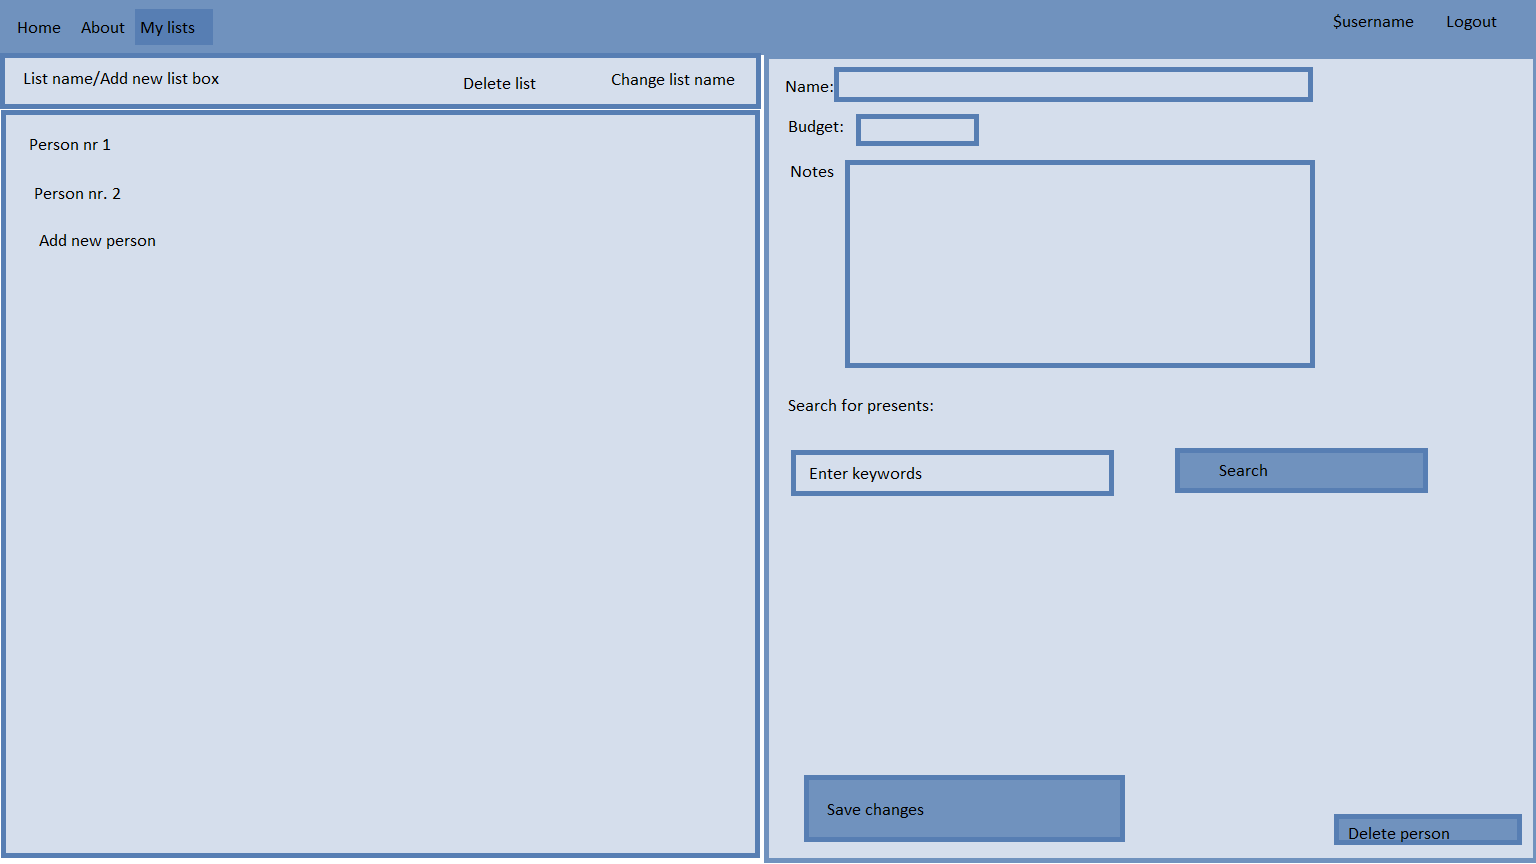 Home About My lists $username Logout
List name/Add new list box Delete list Change list name
Person nr 1
Person nr. 2
Add new person
Name:
Budget:
Notes
Search for presents:
Enter keywords Search
Save changes
Delete person